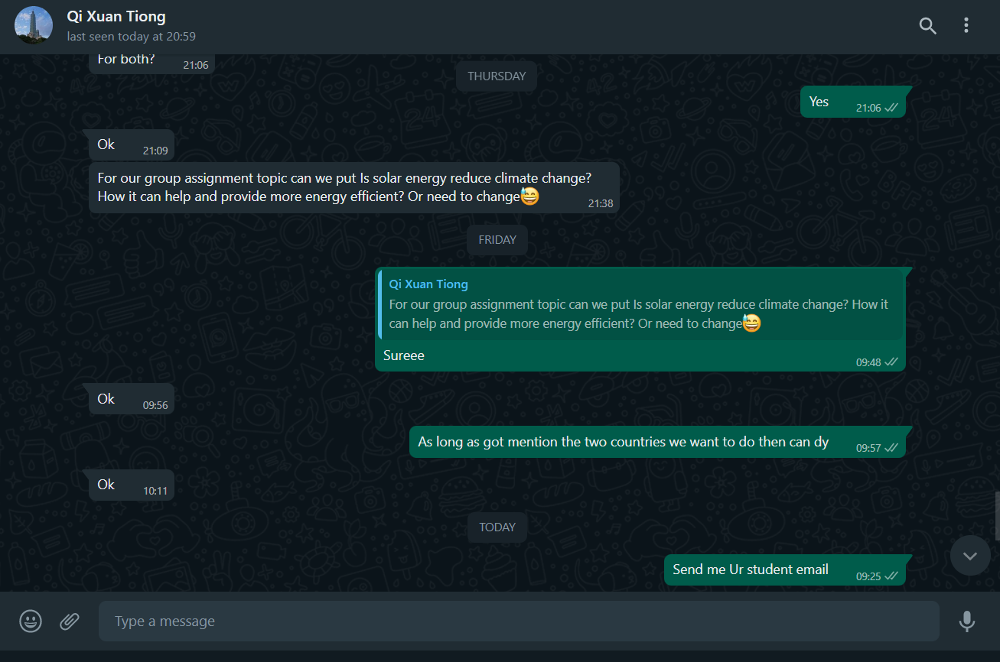 Qi Xuan Tiong
last seen today at 20:59
For both?
21:06
THURSDAY
Yes
21:06
Ok
21:09
For our group assignment topic can we put Is solar energy reduce climate change?
How it can help and provide more energy efficient? Or need to change😅
21:38
FRIDAY
Qi Xuan Tiong
For our group assignment topic can we put Is solar energy reduce climate change? How it
can help and provide more energy efficient? Or need to change😅
Sureee
09:48
Ok
09:56
As long as got mention the two countries we want to do then can dy
09:57
Ok
10:11
TODAY
Send me Ur student email
09:25
Type a message